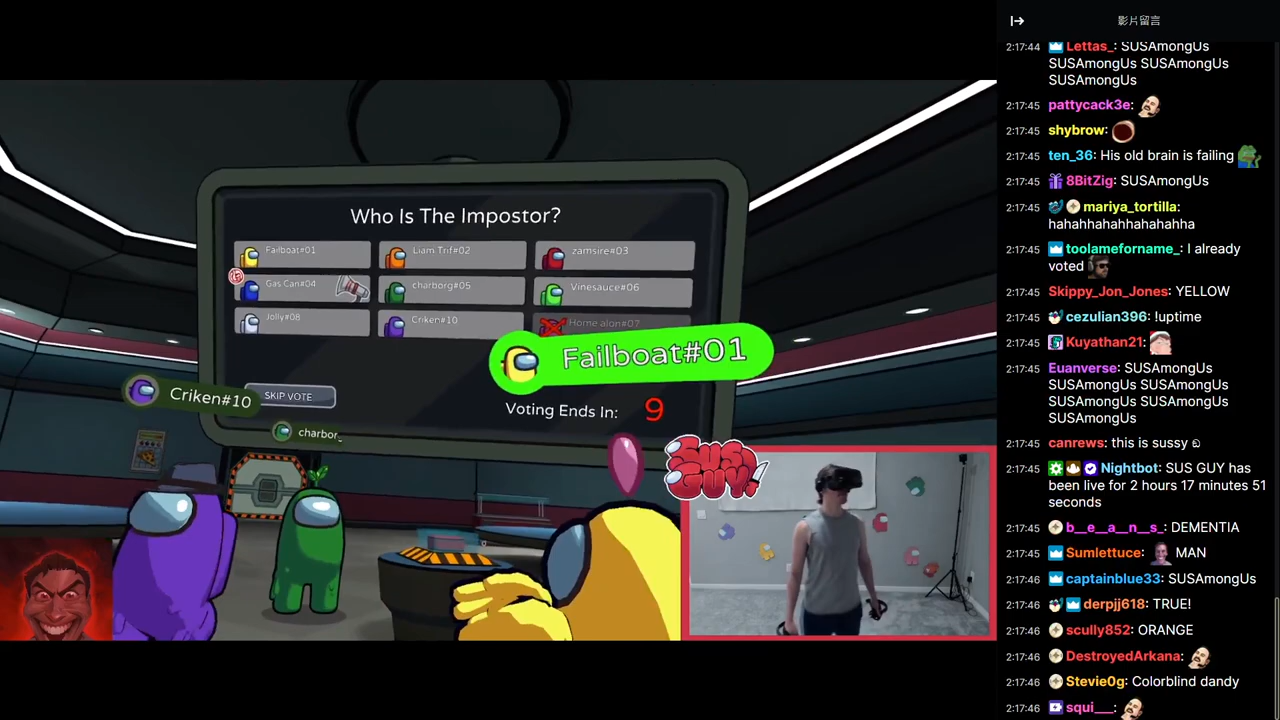 Who Is The Impostor?
Failboat#01
Liam Trif#02
zamsire#03
Gas Can#04
charborg#05
Vinesauce#06
Jolly#08
Criken#10
Home alon#07
Failboat#01
Criken#10
SKIP VOTE
Voting Ends In: 9
charbor_
SUS GUY!
影片留言
2:17:44 Lettas_: SUSAmongUs
SUSAmongUs SUSAmongUs
SUSAmongUs
2:17:45 pattycack3e:
2:17:45 shybrow:
2:17:45 ten_36: His old brain is failing
2:17:45 8BitZig: SUSAmongUs
2:17:45 mariya_tortilla:
hahahhahahhahahahha
2:17:45 toolameforname_: I already
voted
2:17:45 Skippy_Jon_Jones: YELLOW
2:17:45 cezulian396: !uptime
2:17:45 Kuyathan21:
2:17:45 Euanverse: SUSAmongUs
SUSAmongUs SUSAmongUs
SUSAmongUs SUSAmongUs
SUSAmongUs
2:17:45 canrews: this is sussy ඞ
2:17:45 Nightbot: SUS GUY has
been live for 2 hours 17 minutes 51
seconds
2:17:45 b__e__a__n__s_: DEMENTIA
2:17:45 Sumlettuce: MAN
2:17:46 captainblue33: SUSAmongUs
2:17:46 derpjj618: TRUE!
2:17:46 scully852: ORANGE
2:17:46 DestroyedArkana:
2:17:46 Stevie0g: Colorblind dandy
2:17:46 squi___: